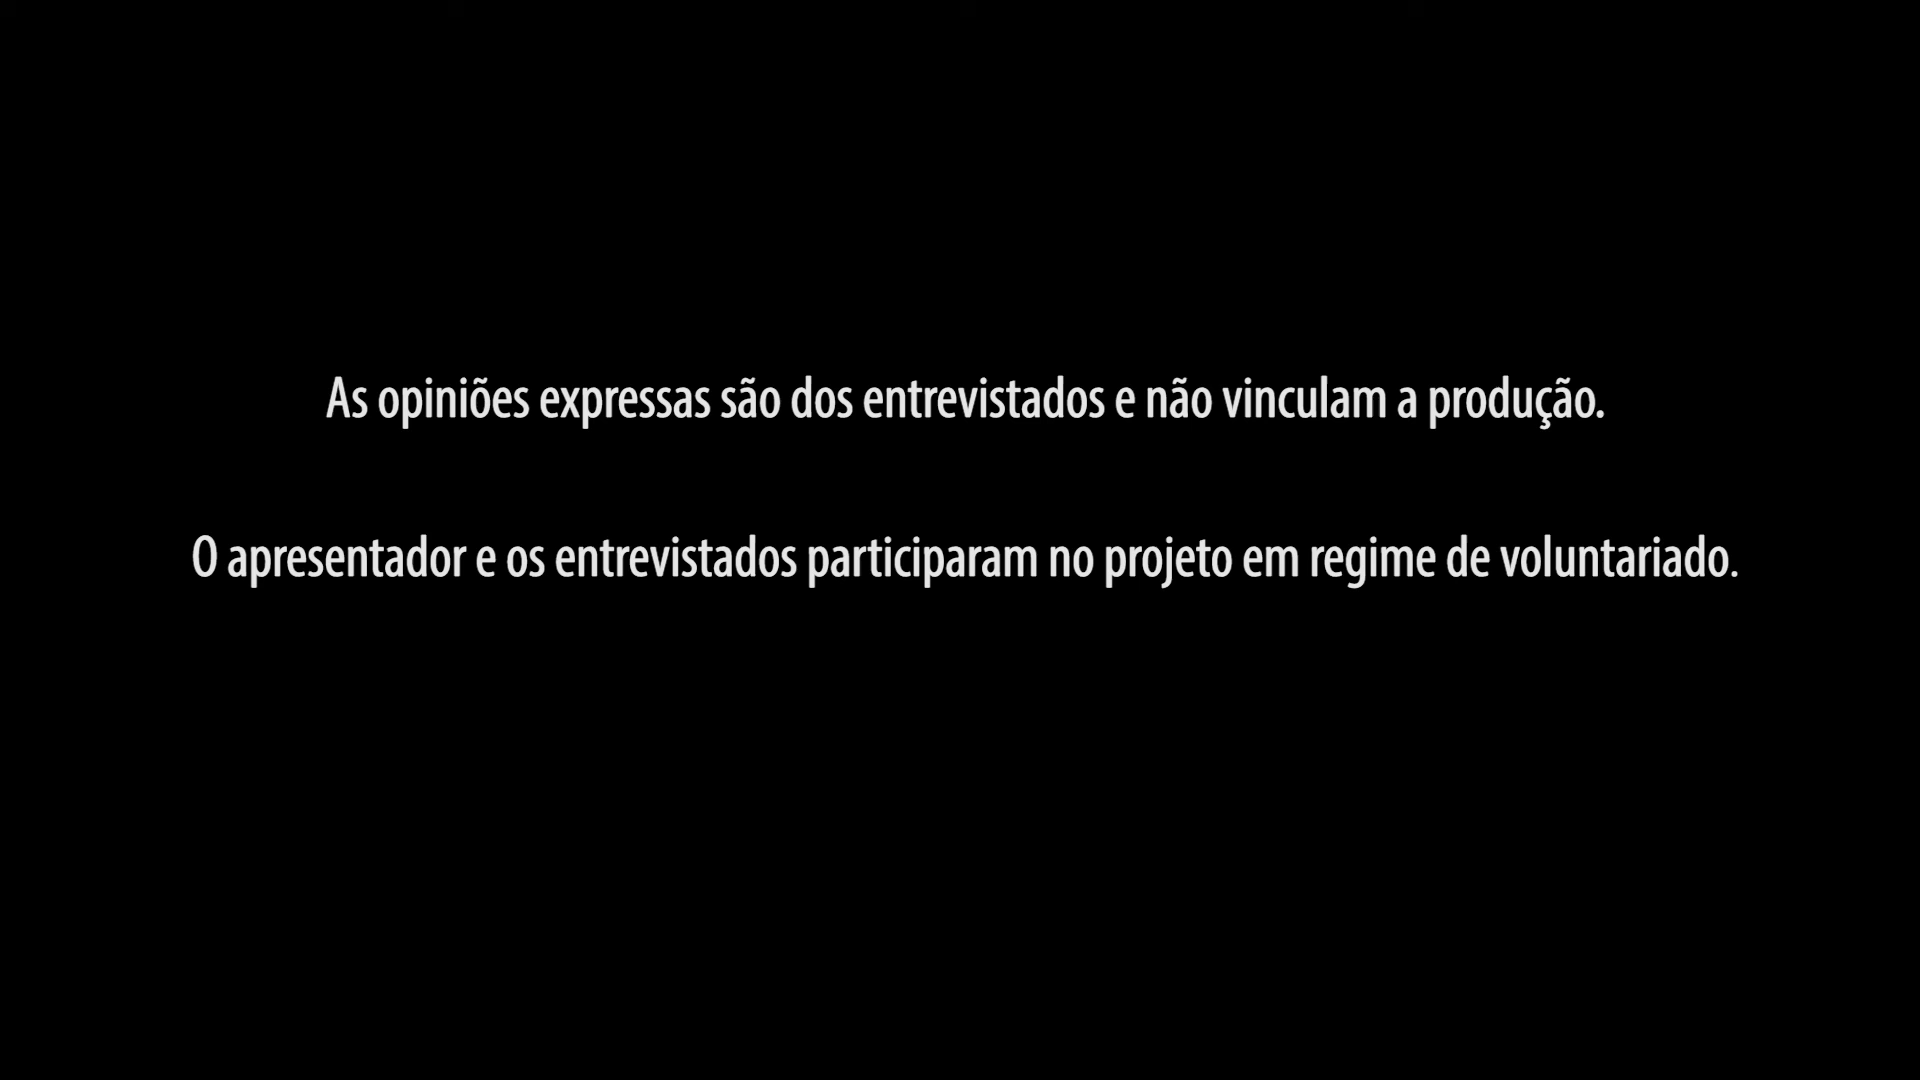 As opiniões expressas são dos entrevistados e não vinculam a produção.
O apresentador e os entrevistados participaram no projeto em regime de voluntariado.